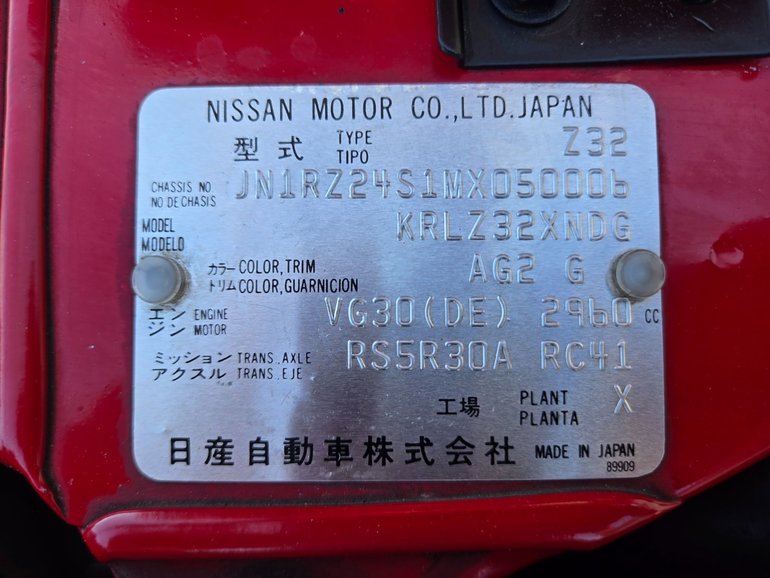 NISSAN MOTOR CO.,LTD.JAPAN
型式 TYPE TIPO Z32
CHASSIS NO NO DE CHASIS JN1RZ24S1MX050006
MODEL MODELO KRLZ32XNDG
カラー COLOR,TRIM AG2 G
トリム COLOR,GUARNICION
エン ENGINE VG30(DE) 2960 CC
ジン MOTOR
ミッション TRANS.,AXLE RS5R30A RC41
アクスル TRANS.,EJE
工場 PLANT PLANTA X
日産自動車株式会社 MADE IN JAPAN
89909